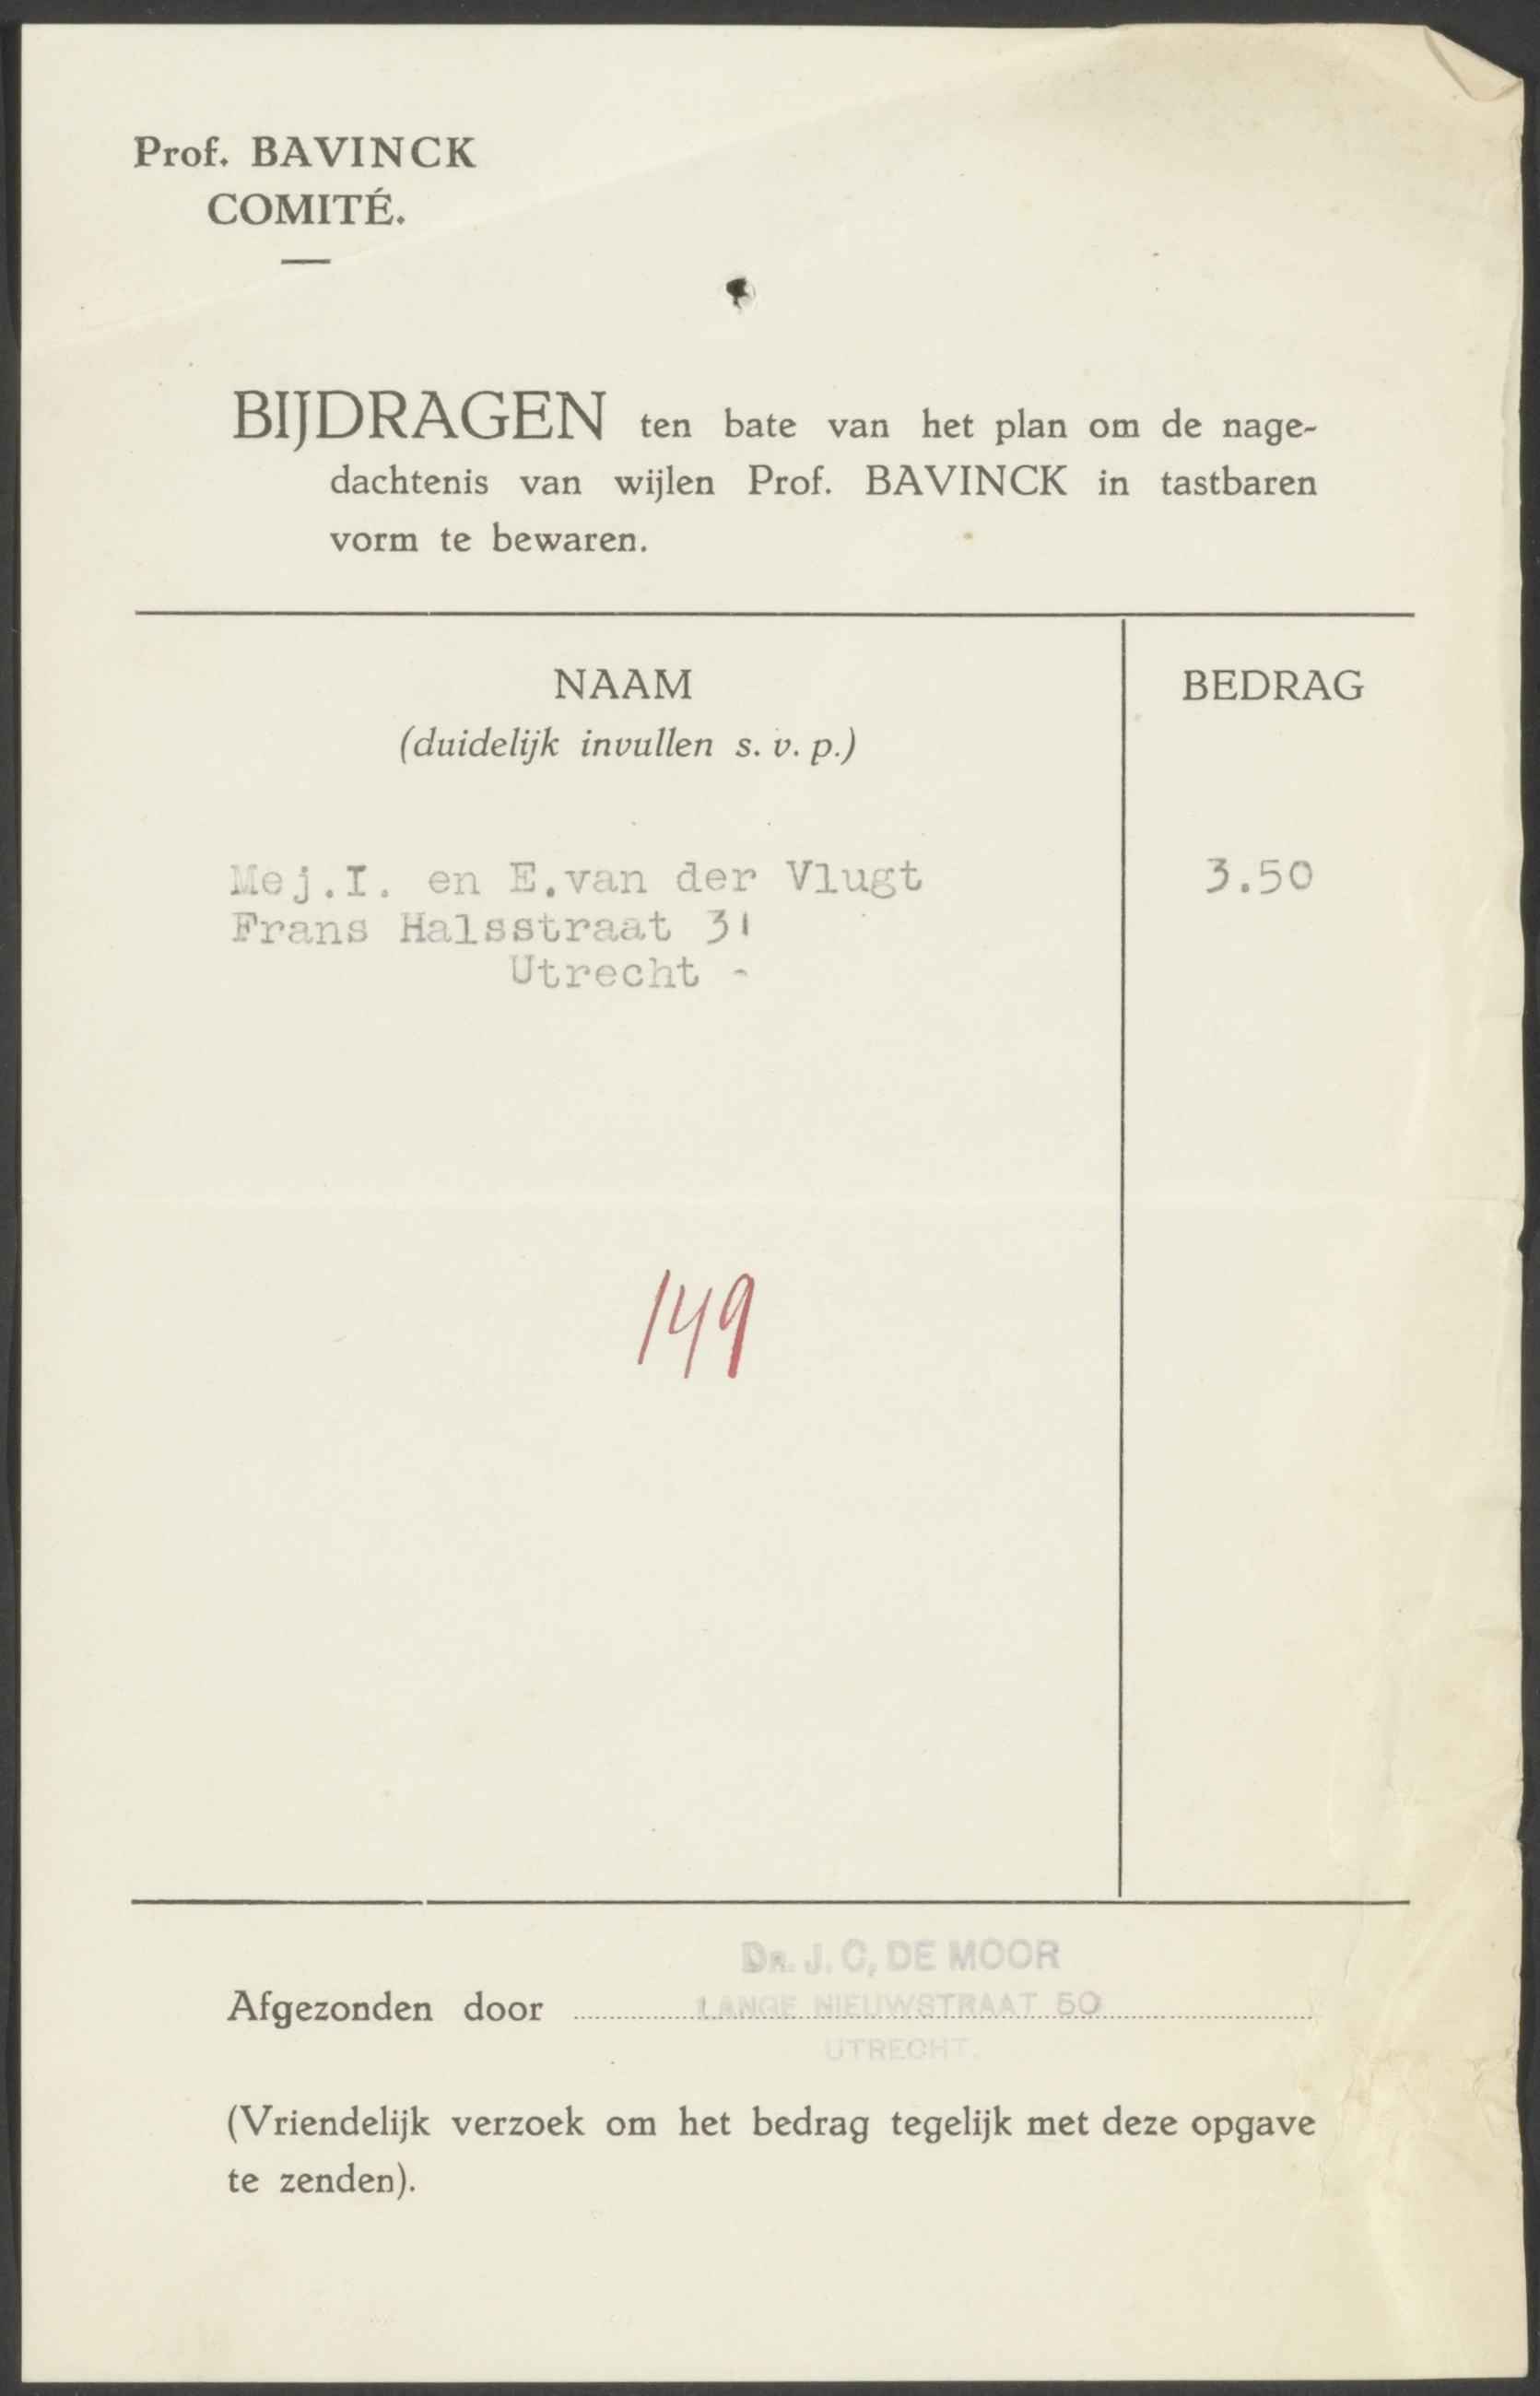 Prof. BAVINCK
COMITÉ.
BIJDRAGEN ten bate van het plan om de nage-
dachtenis van wijlen Prof. BAVINCK in tastbaren
vorm te bewaren.
NAAM BEDRAG
(duidelijk invullen s. v. p.)
Mej.I. en E.van der Vlugt 3.50
Frans Halsstraat 31
Utrecht -
149
DR. J. C, DE MOOR
Afgezonden door LANGE NIEUWSTRAAT 50
UTRECHT.
(Vriendelijk verzoek om het bedrag tegelijk met deze opgave
te zenden).